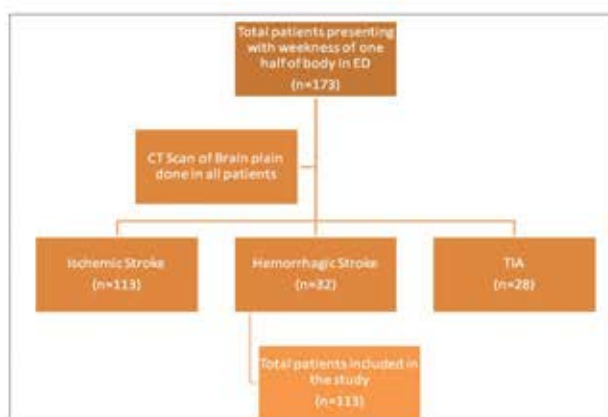 Total patients presenting
with weekness of one
half of body in ED
(n=173)
CT Scan of Brain plain
done in all patients
Ischemic Stroke
(n=113)
Hemorrhagic Stroke
(n=32)
TIA
(n=28)
Total patients included in
the study
(n=113)